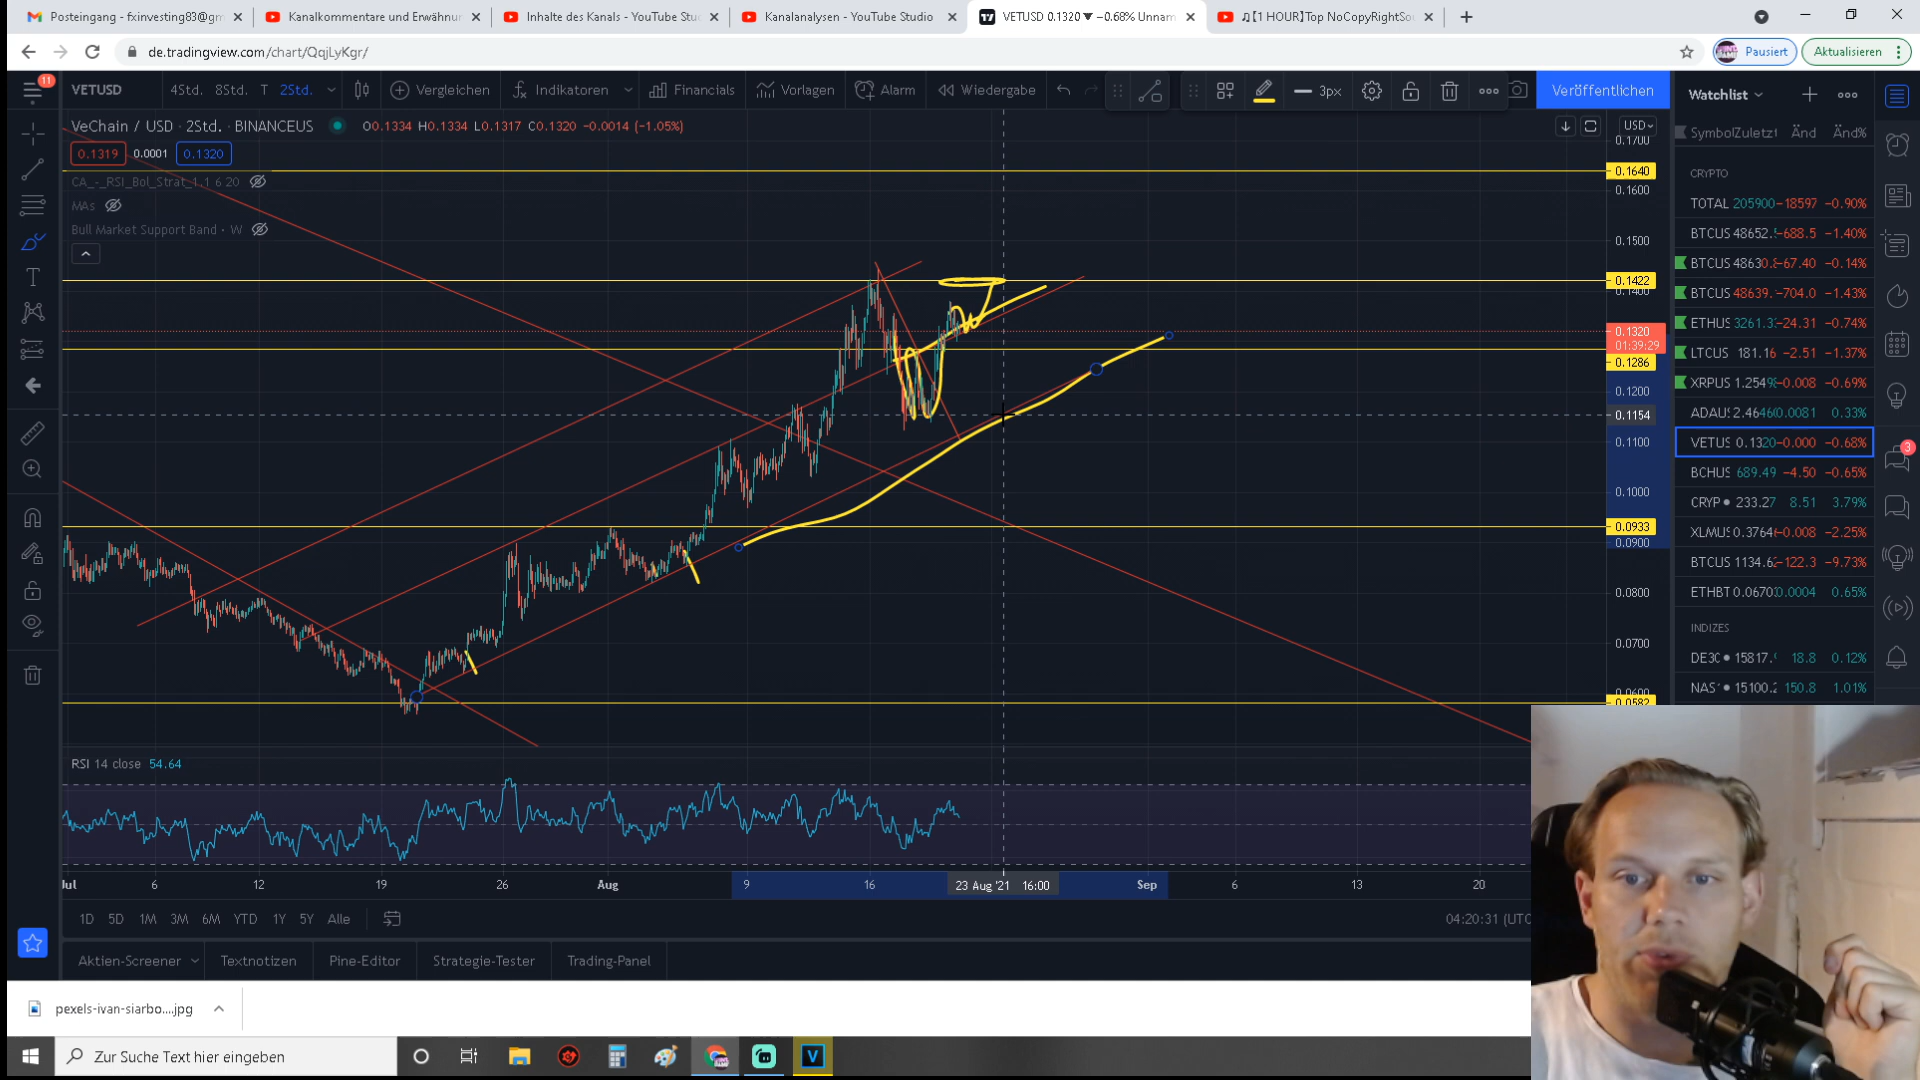 Posteingang - fxinvesting83@gm
Kanalkommentare und Erwähnu
Inhalte des Kanals - YouTube Stu
Kanalanalysen - YouTube Studio
VETUSD 0.1320 ▼ −0.68% Unnam
♫【1 HOUR】Top NoCopyRightSo
de.tradingview.com/chart/QqjLyKgr/
Pausiert
Aktualisieren
11
VETUSD
4Std. 8Std. T 2Std.
Vergleichen
Indikatoren
Financials
Vorlagen
Alarm
Wiedergabe
3px
Veröffentlichen
Watchlist
VeChain / USD · 2Std. · BINANCEUS
O0.1334 H0.1334 L0.1317 C0.1320 −0.0014 (−1.05%)
0.1319 0.0001 0.1320
CA_-_RSI_Bol_Strat_1.1 6 20
MAs
Bull Market Support Band · W
USD
0.1700
0.1640
0.1600
0.1500
0.1422
0.1400
0.1320
01:39:29
0.1286
0.1200
0.1154
0.1100
0.1000
0.0933
0.0900
0.0800
0.0700
0.0600
0.0582
Symbol Zuletzt Änd Änd%
CRYPTO
TOTAL 205900 −18597 −0.90%
BTCUS 48652. −688.5 −1.40%
BTCUS 48630.8 −67.40 −0.14%
BTCUS 48639. −704.0 −1.43%
ETHUS 3261.3 −24.31 −0.74%
LTCUS 181.16 −2.51 −1.37%
XRPUS 1.2549 −0.008 −0.69%
ADAUS 2.4646 0.0081 0.33%
VETUS 0.1320 −0.000 −0.68%
BCHUS 689.49 −4.50 −0.65%
CRYP 233.27 8.51 3.79%
XLMUS 0.3764 −0.008 −2.25%
BTCUS 1134.6 −122.3 −9.73%
ETHBT 0.0670 0.0004 0.65%
INDIZES
DE30 15817. 18.8 0.12%
NAS 15100.2 150.8 1.01%
3
RSI 14 close 54.64
Jul 6 12 19 26 Aug 9 16 23 Aug '21 16:00 Sep 6 13 20
1D 5D 1M 3M 6M YTD 1Y 5Y Alle
04:20:31 (UTC
Aktien-Screener
Textnotizen
Pine-Editor
Strategie-Tester
Trading-Panel
pexels-ivan-siarbo....jpg
Zur Suche Text hier eingeben